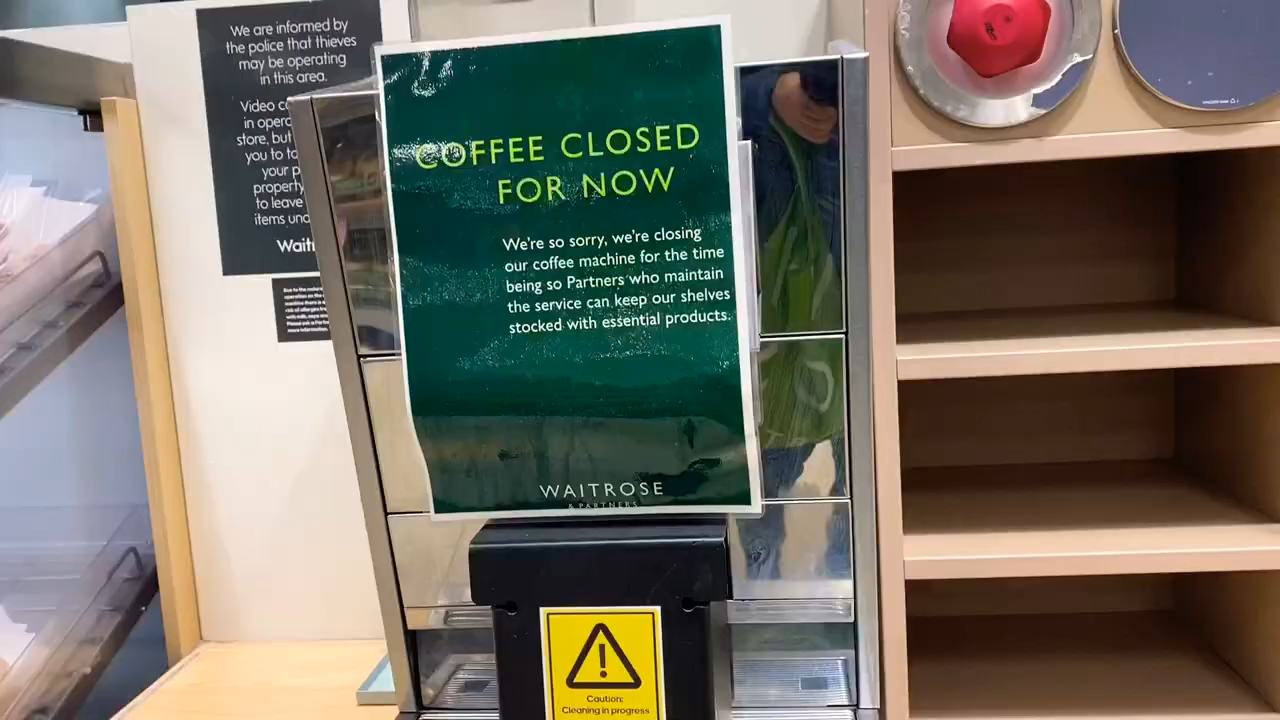 We are informed by
the police that thieves
may be operating
in this area.
Video
in
store, but
you to
your
property
to leave
items
COFFEE CLOSED
FOR NOW
We're so sorry, we're closing
our coffee machine for the time
being so Partners who maintain
the service can keep our shelves
stocked with essential products.
WAITROSE
& PARTNERS
Caution:
Cleaning in progress